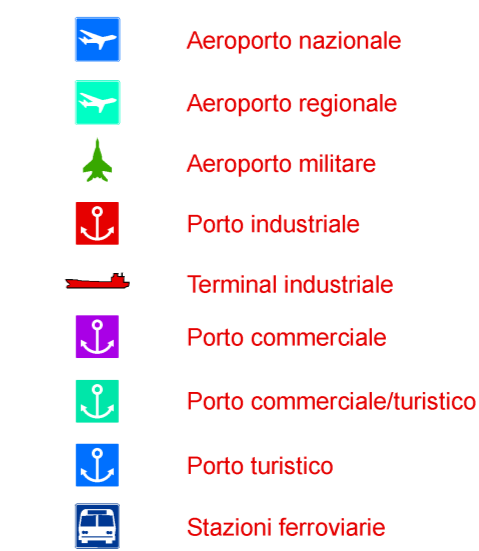 Aeroporto nazionale
Aeroporto regionale
Aeroporto militare
Porto industriale
Terminal industriale
Porto commerciale
Porto commerciale/turistico
Porto turistico
Stazioni ferroviarie